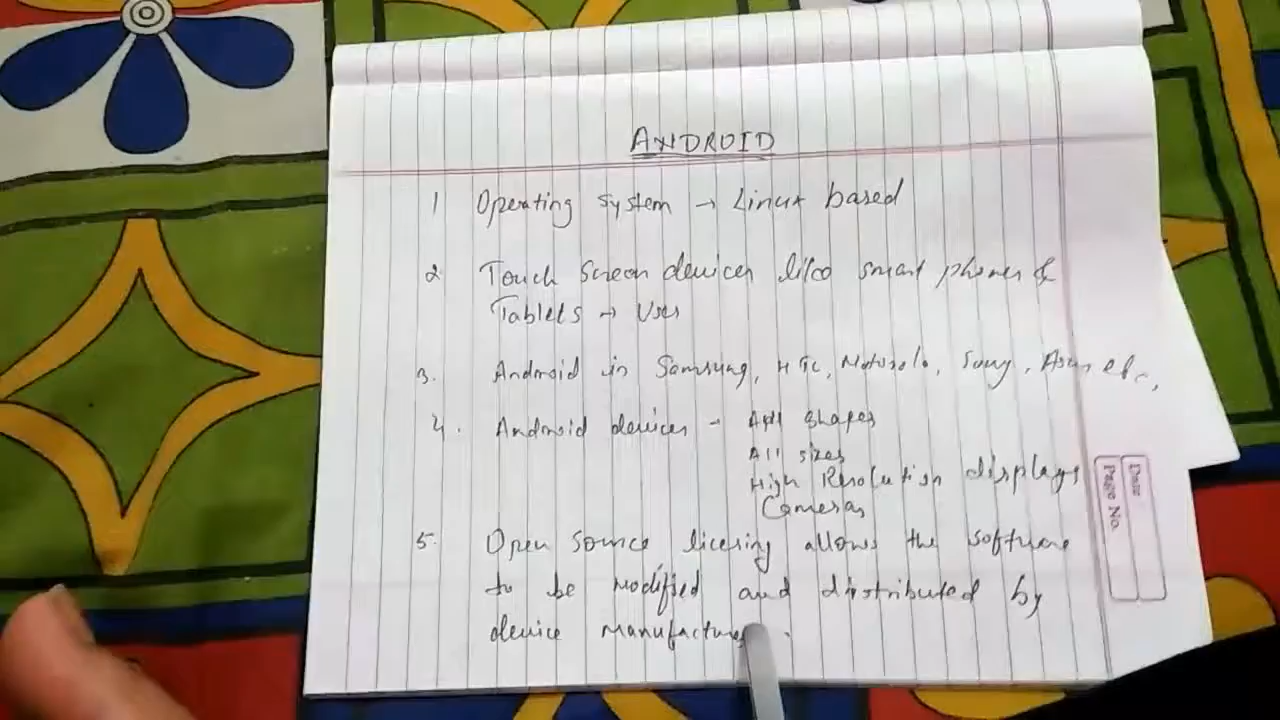 ANDROID
1 Operating System → Linux based
2 Touch Screen devices like smart phones &
Tablets → Uses
3. Android in Samsung, HTC, Motorola, Sony, Asus etc.,
4. Android devices - All Shapes
All sizes
High Resolution displays
Cameras
5. Open Source licensing allows the software
to be modified and distributed by
device manufacturers.
Date
Page No.